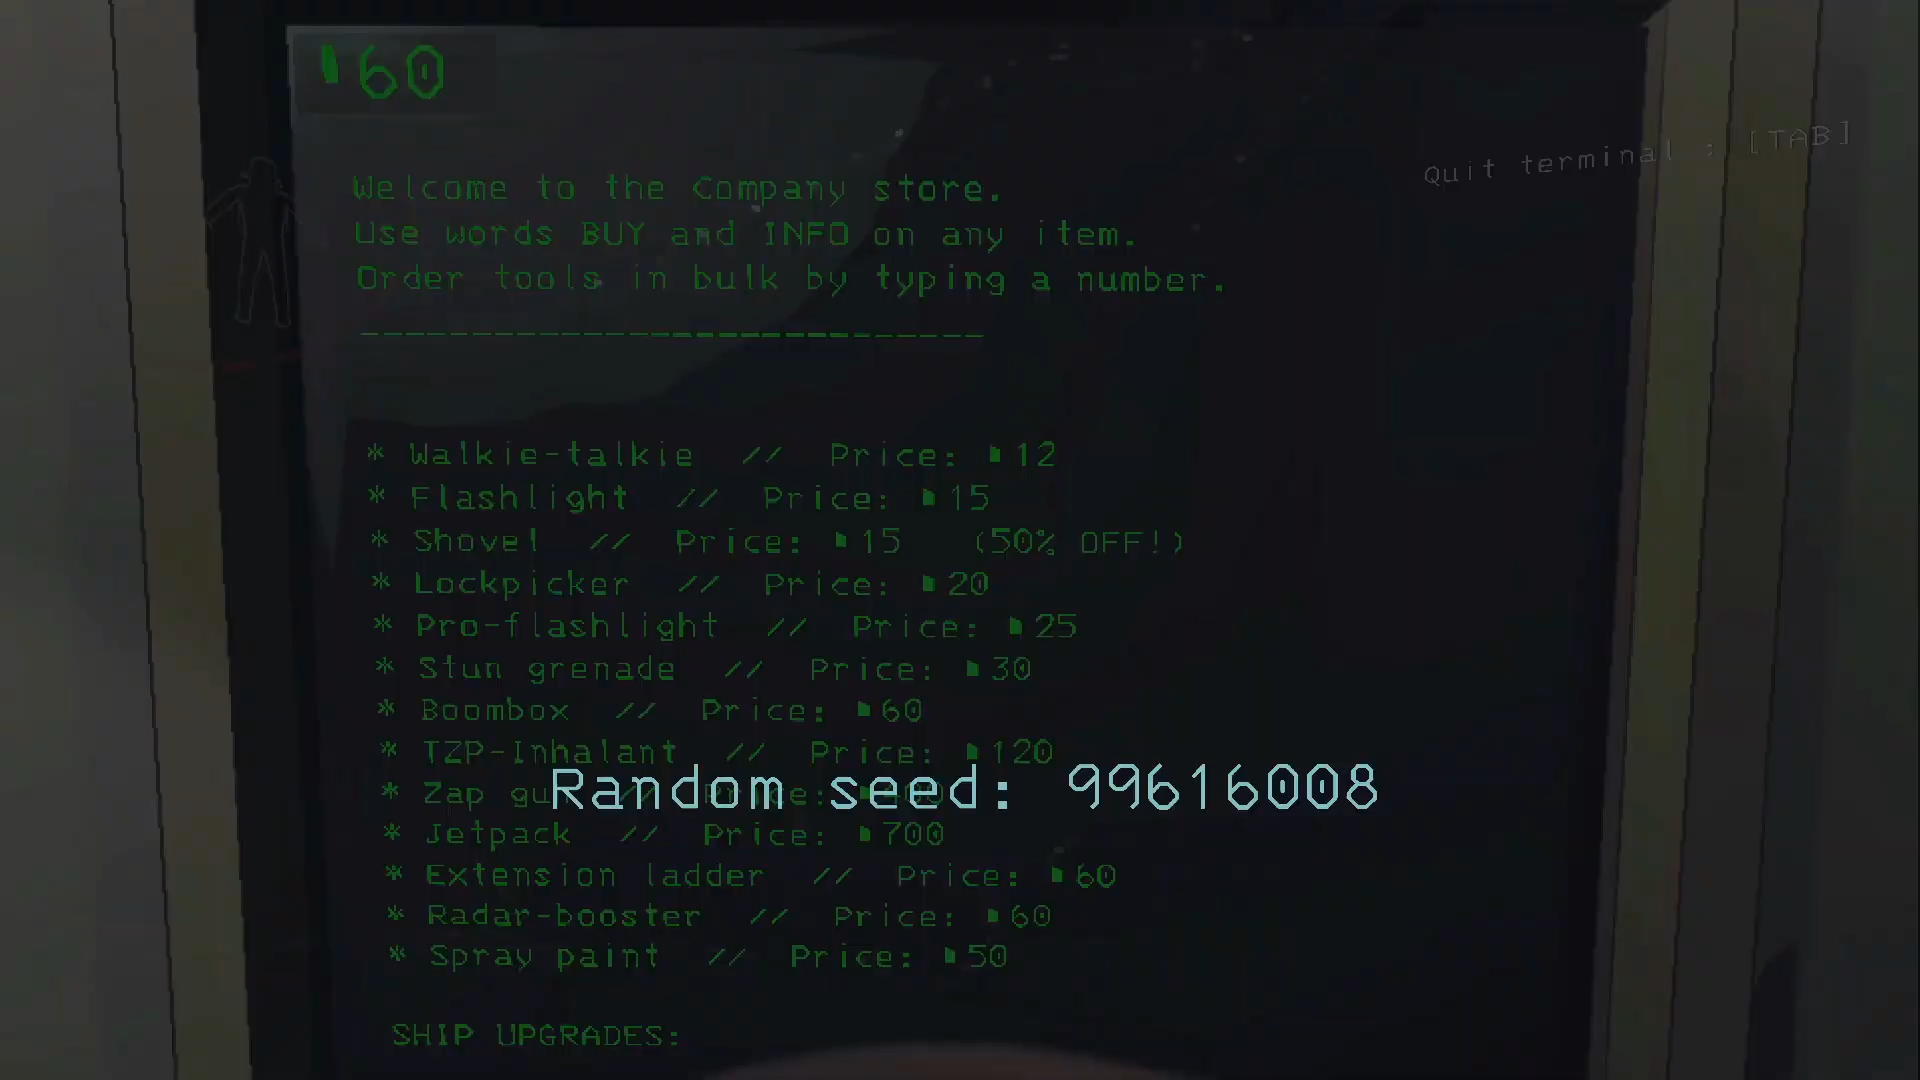 60
Quit terminal : [TAB]
Welcome to the Company store.
Use words BUY and INFO on any item.
Order tools in bulk by typing a number.
----------------------------
* Walkie-talkie // Price: 12
* Flashlight // Price: 15
* Shovel // Price: 15 (50% OFF!)
* Lockpicker // Price: 20
* Pro-flashlight // Price: 25
* Stun grenade // Price: 30
* Boombox // Price: 60
* TZP-Inhalant // Price: 120
* Zap gun // Price:
Random seed: 99616008
* Jetpack // Price: 700
* Extension ladder // Price: 60
* Radar-booster // Price: 60
* Spray paint // Price: 50
SHIP UPGRADES: